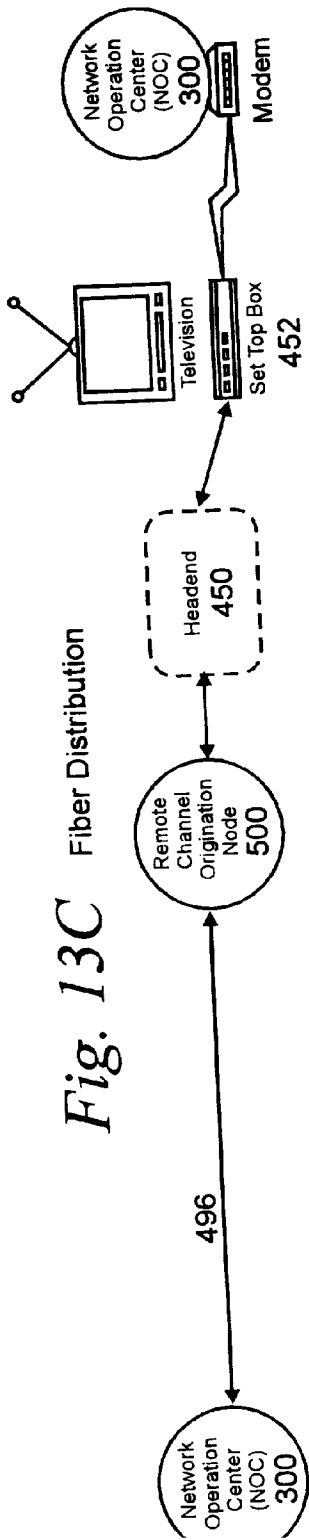 Fig. 13C Fiber Distribution
Network
Operation
Center
(NOC)
300
496
Remote
Channel
Origination
Node
500
Headend
450
Television
Set Top Box
452
Network
Operation
Center
(NOC)
300
Modem